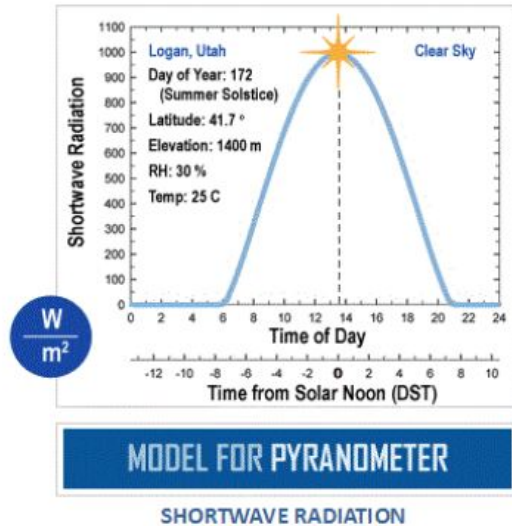 Shortwave Radiation
1100
1000
900
800
700
600
500
400
300
200
100
0
Logan, Utah
Clear Sky
Day of Year: 172
(Summer Solstice)
Latitude: 41.7 °
Elevation: 1400 m
RH: 30 %
Temp: 25 C
W
m²
0 2 4 6 8 10 12 14 16 18 20 22 24
Time of Day
-12 -10 -8 -6 -4 -2 0 2 4 6 8 10
Time from Solar Noon (DST)
MODEL FOR PYRANOMETER
SHORTWAVE RADIATION